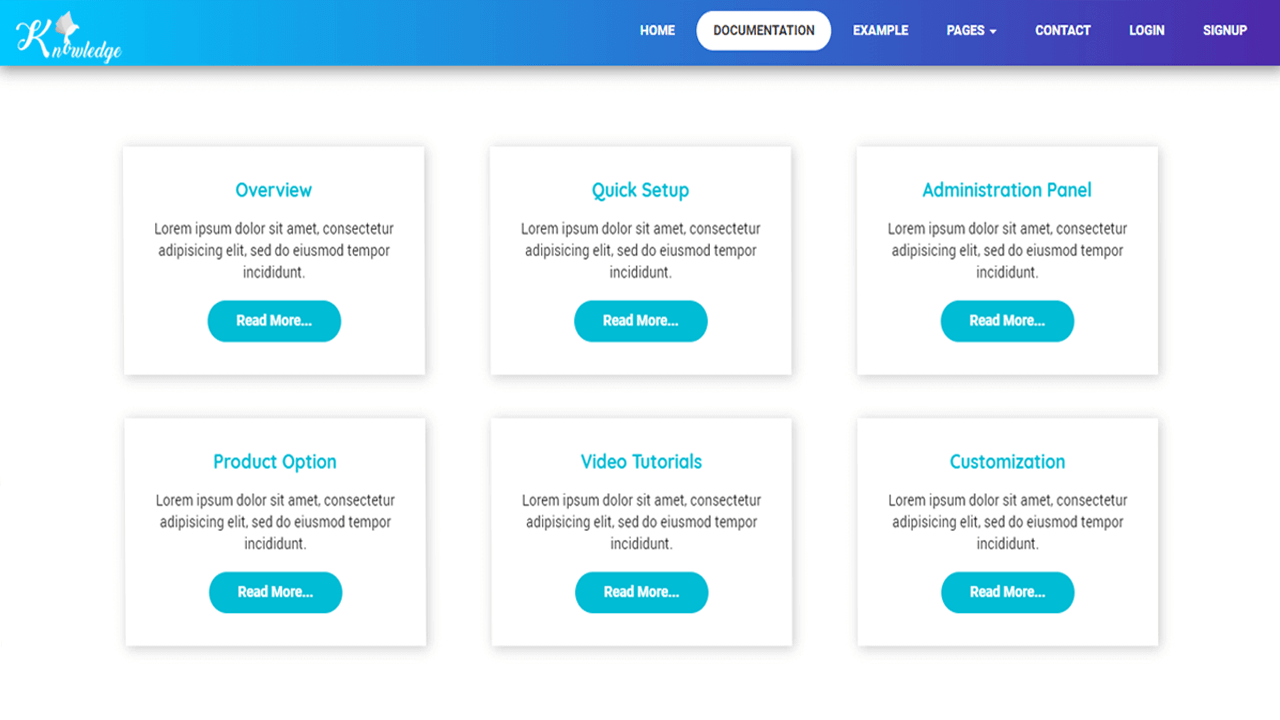 Knowledge
HOME
DOCUMENTATION
EXAMPLE
PAGES
CONTACT
LOGIN
SIGNUP
Overview
Lorem ipsum dolor sit amet, consectetur
adipisicing elit, sed do eiusmod tempor
incididunt.
Read More...
Quick Setup
Lorem ipsum dolor sit amet, consectetur
adipisicing elit, sed do eiusmod tempor
incididunt.
Read More...
Administration Panel
Lorem ipsum dolor sit amet, consectetur
adipisicing elit, sed do eiusmod tempor
incididunt.
Read More...
Product Option
Lorem ipsum dolor sit amet, consectetur
adipisicing elit, sed do eiusmod tempor
incididunt.
Read More...
Video Tutorials
Lorem ipsum dolor sit amet, consectetur
adipisicing elit, sed do eiusmod tempor
incididunt.
Read More...
Customization
Lorem ipsum dolor sit amet, consectetur
adipisicing elit, sed do eiusmod tempor
incididunt.
Read More...